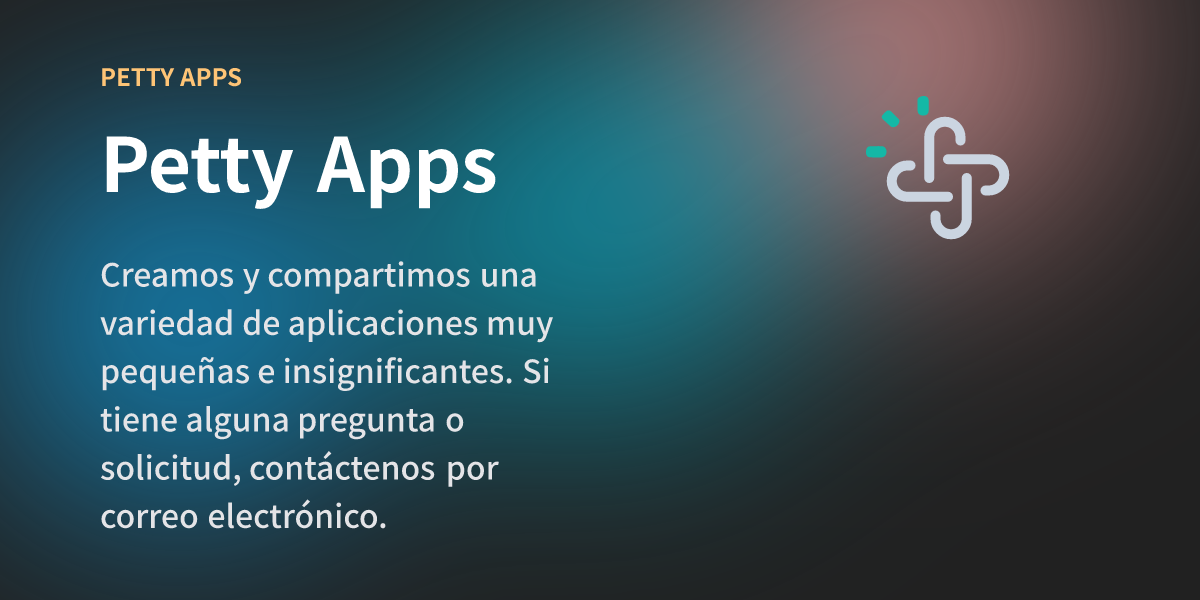 PETTY APPS
Petty Apps
Creamos y compartimos una
variedad de aplicaciones muy
pequeñas e insignificantes. Si
tiene alguna pregunta o
solicitud, contáctenos por
correo electrónico.